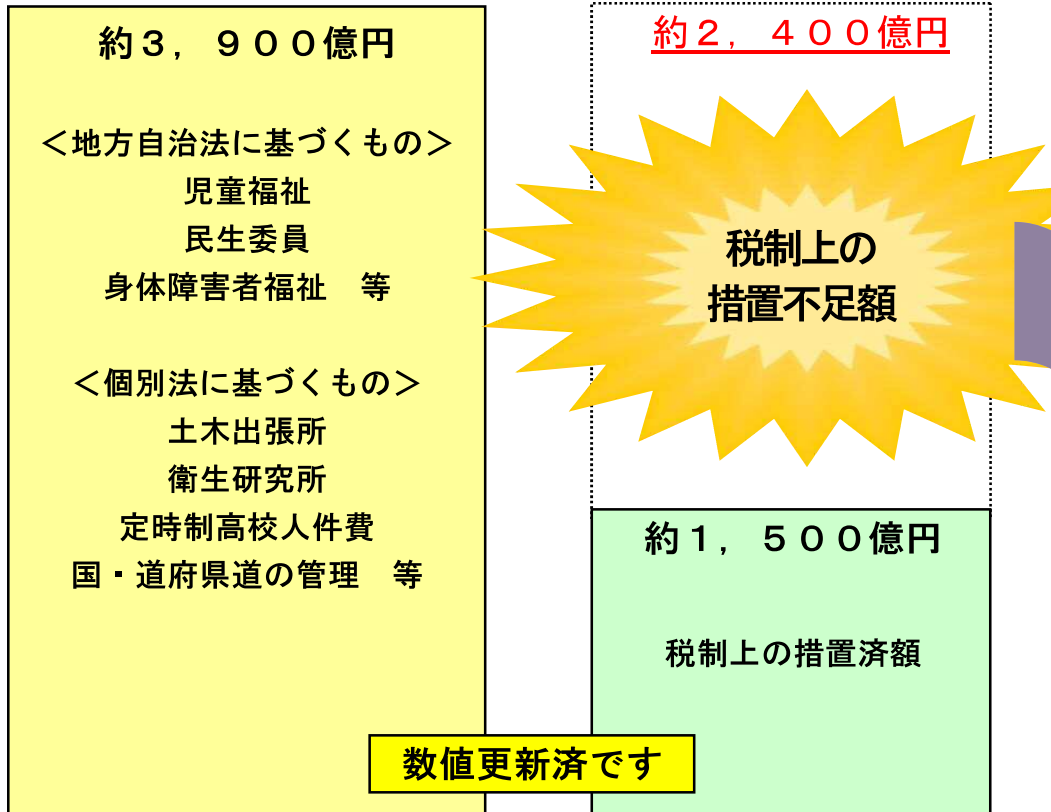 約３，９００億円
＜地方自治法に基づくもの＞
児童福祉
民生委員
身体障害者福祉　等
＜個別法に基づくもの＞
土木出張所
衛生研究所
定時制高校人件費
国・道府県道の管理　等
約２，４００億円
税制上の
措置不足額
約１，５００億円
税制上の措置済額
数値更新済です